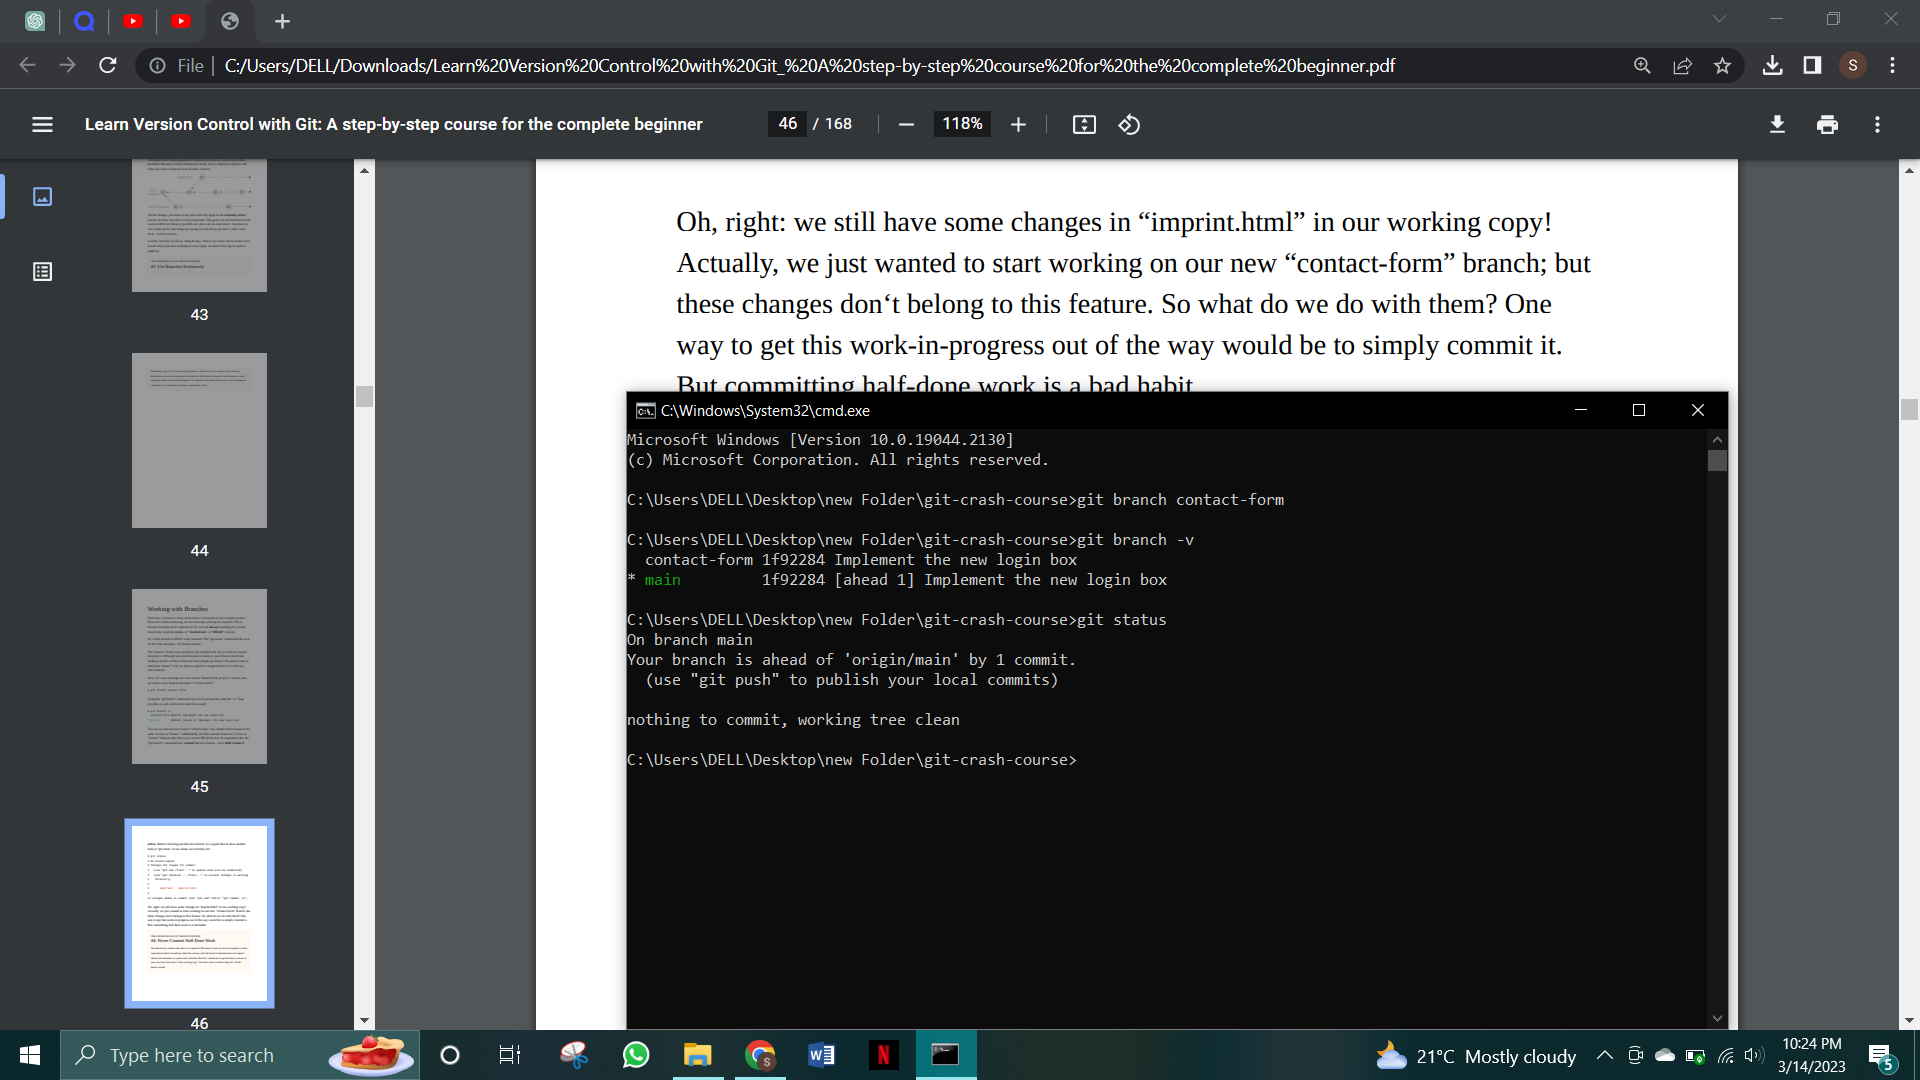 File
C:/Users/DELL/Downloads/Learn%20Version%20Control%20with%20Git_%20A%20step-by-step%20course%20for%20the%20complete%20beginner.pdf
S
Learn Version Control with Git: A step-by-step course for the complete beginner
46 / 168
118%
43
44
Working with Branches
45
46
Oh, right: we still have some changes in “imprint.html” in our working copy!
Actually, we just wanted to start working on our new “contact-form” branch; but
these changes don‘t belong to this feature. So what do we do with them? One
way to get this work-in-progress out of the way would be to simply commit it.
But committing half-done work is a bad habit
C:\Windows\System32\cmd.exe
Microsoft Windows [Version 10.0.19044.2130]
(c) Microsoft Corporation. All rights reserved.
C:\Users\DELL\Desktop\new Folder\git-crash-course>git branch contact-form
C:\Users\DELL\Desktop\new Folder\git-crash-course>git branch -v
contact-form 1f92284 Implement the new login box
* main 1f92284 [ahead 1] Implement the new login box
C:\Users\DELL\Desktop\new Folder\git-crash-course>git status
On branch main
Your branch is ahead of 'origin/main' by 1 commit.
(use "git push" to publish your local commits)
nothing to commit, working tree clean
C:\Users\DELL\Desktop\new Folder\git-crash-course>
Type here to search
21°C Mostly cloudy
10:24 PM
3/14/2023
5